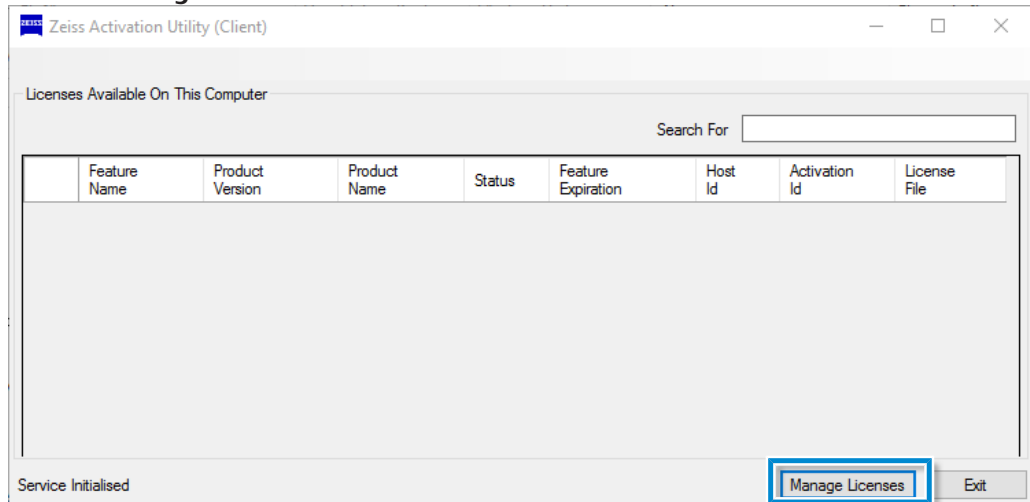 ZEISS Zeiss Activation Utility (Client)
Licenses Available On This Computer
Search For
Feature Name Product Version Product Name Status Feature Expiration Host Id Activation Id License File
Service Initialised Manage Licenses Exit